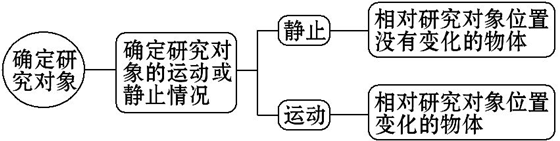 确定研
究对象
确定研究对
象的运动或
静止情况
静止
相对研究对象位置
没有变化的物体
运动
相对研究对象位置
变化的物体